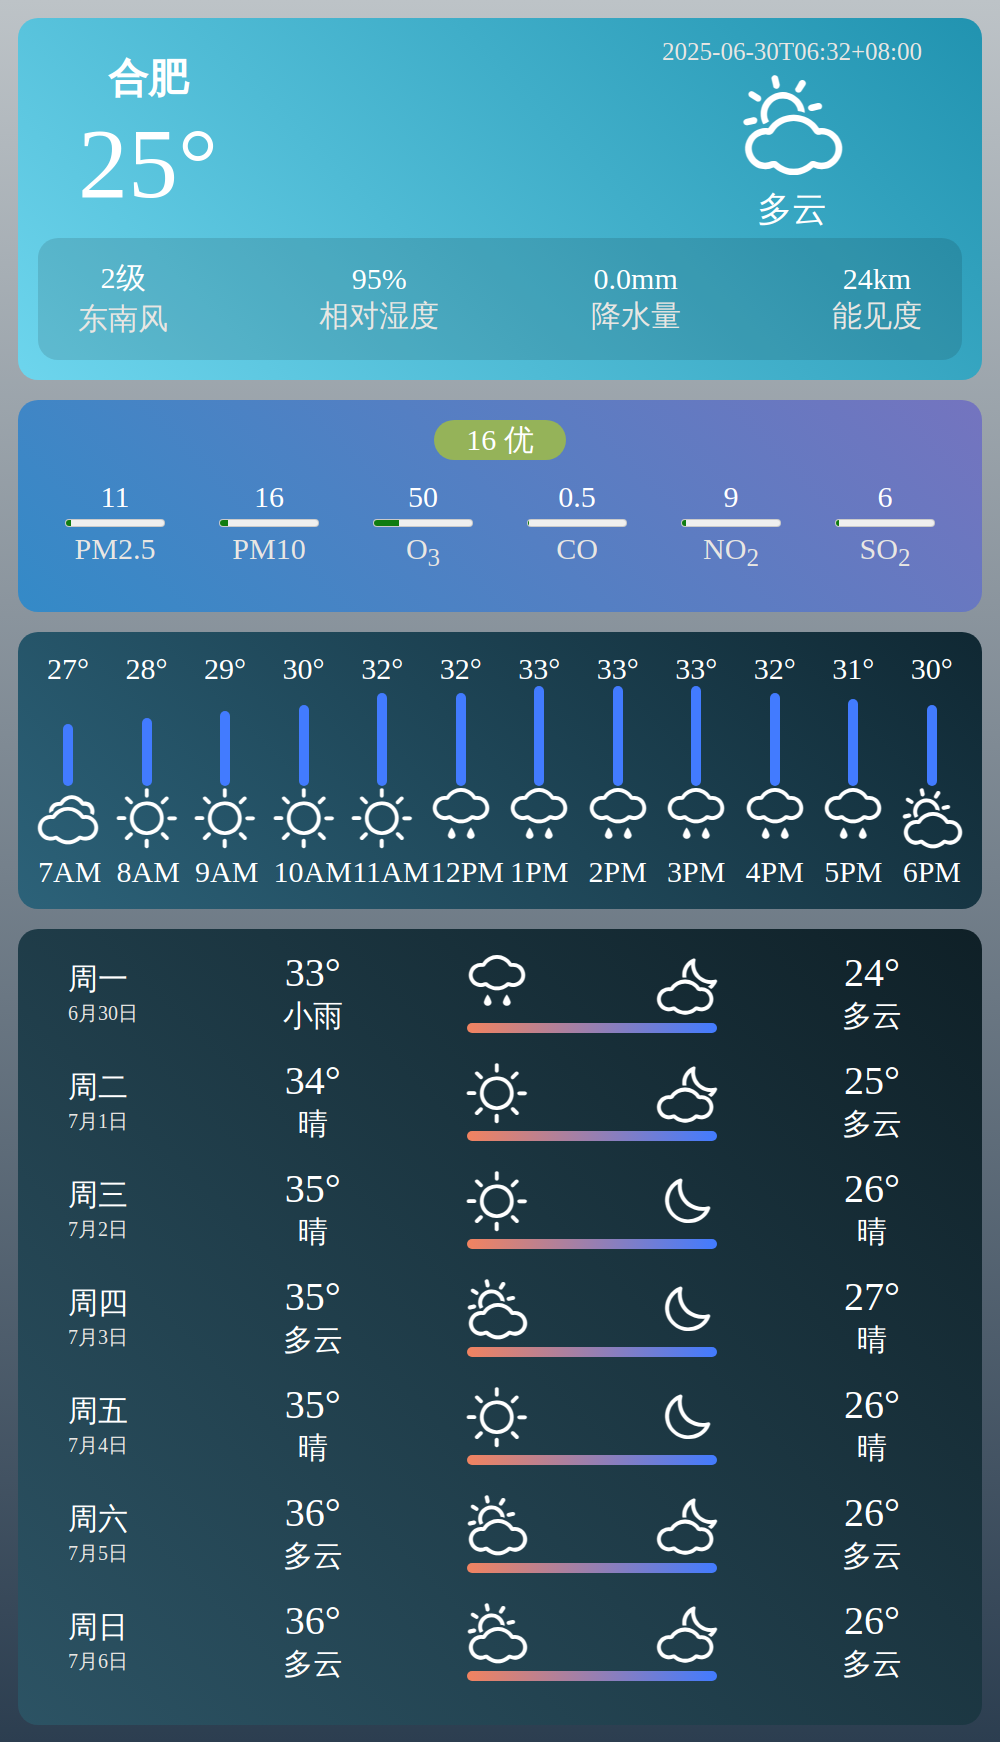 合肥
25°
2025-06-30T06:32+08:00
多云
2级 95% 0.0mm 24km
东南风 相对湿度 降水量 能见度
16 优
11 16 50 0.5 9 6
PM2.5 PM10 O3 CO NO2 SO2
27° 28° 29° 30° 32° 32° 33° 33° 33° 32° 31° 30°
7AM 8AM 9AM 10AM 11AM 12PM 1PM 2PM 3PM 4PM 5PM 6PM
周一 33° 24°
6月30日 小雨 多云
周二 34° 25°
7月1日 晴 多云
周三 35° 26°
7月2日 晴 晴
周四 35° 27°
7月3日 多云 晴
周五 35° 26°
7月4日 晴 晴
周六 36° 26°
7月5日 多云 多云
周日 36° 26°
7月6日 多云 多云